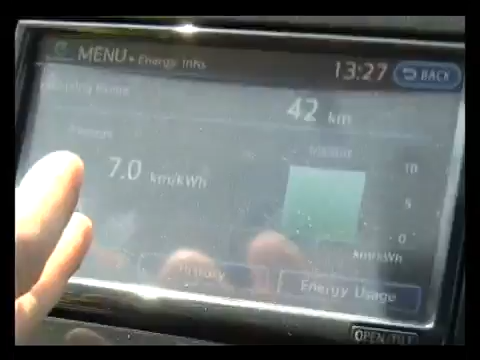 MENU • Energy Info
13:27
BACK
42 km
7.0 km/kWh
10
5
0
km/kWh
History
Energy Usage
OPEN/TILT